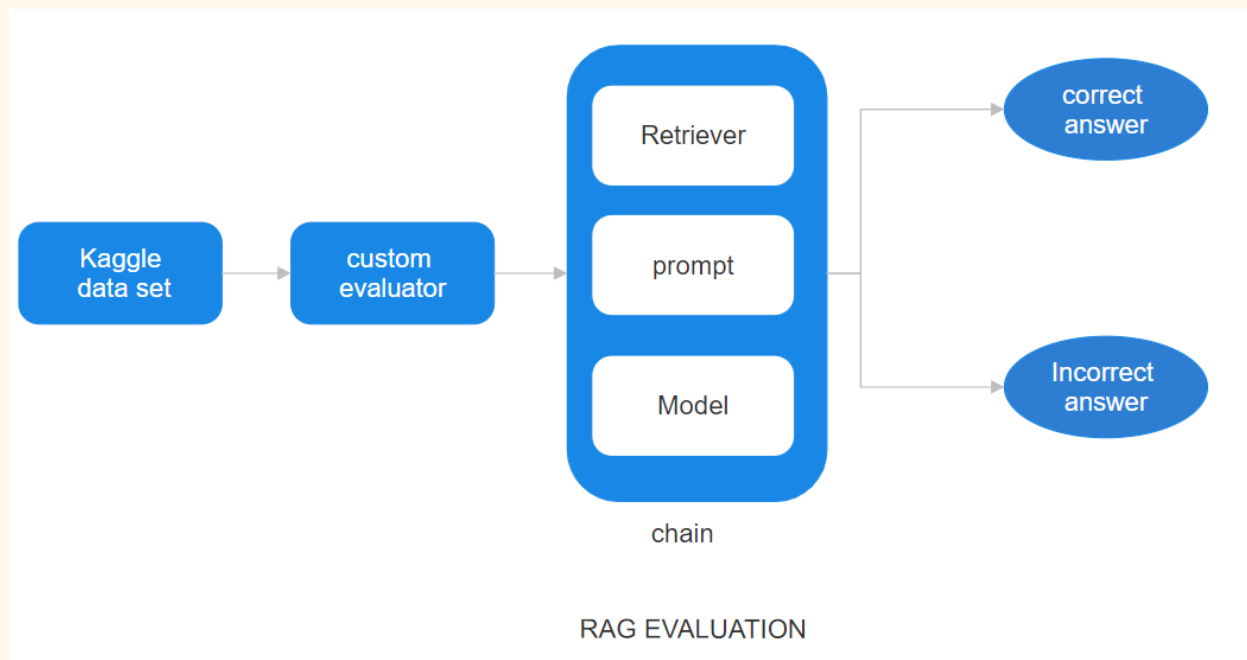 Kaggle
data set
custom
evaluator
Retriever
prompt
Model
chain
correct
answer
Incorrect
answer
RAG EVALUATION